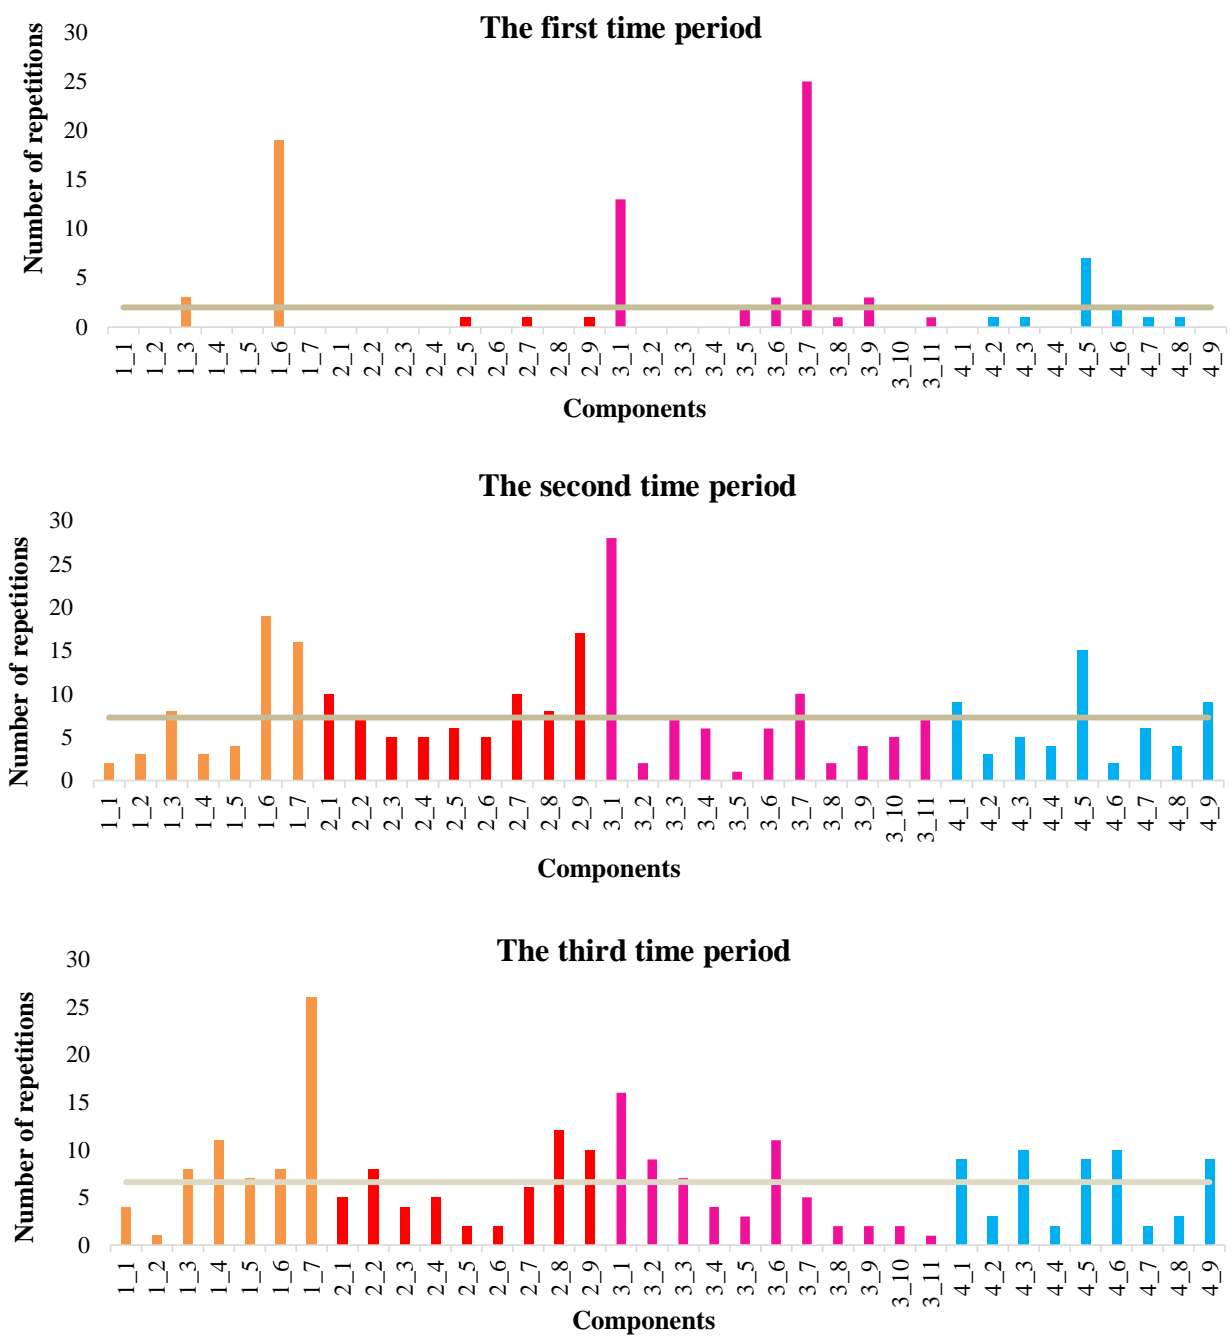 The first time period
Number of repetitions
30
25
20
15
10
5
0
1_1 1_2 1_3 1_4 1_5 1_6 1_7 2_1 2_2 2_3 2_4 2_5 2_6 2_7 2_8 2_9 3_1 3_2 3_3 3_4 3_5 3_6 3_7 3_8 3_9 3_10 3_11 4_1 4_2 4_3 4_4 4_5 4_6 4_7 4_8 4_9
Components
The second time period
Number of repetitions
30
25
20
15
10
5
0
1_1 1_2 1_3 1_4 1_5 1_6 1_7 2_1 2_2 2_3 2_4 2_5 2_6 2_7 2_8 2_9 3_1 3_2 3_3 3_4 3_5 3_6 3_7 3_8 3_9 3_10 3_11 4_1 4_2 4_3 4_4 4_5 4_6 4_7 4_8 4_9
Components
The third time period
Number of repetitions
30
25
20
15
10
5
0
1_1 1_2 1_3 1_4 1_5 1_6 1_7 2_1 2_2 2_3 2_4 2_5 2_6 2_7 2_8 2_9 3_1 3_2 3_3 3_4 3_5 3_6 3_7 3_8 3_9 3_10 3_11 4_1 4_2 4_3 4_4 4_5 4_6 4_7 4_8 4_9
Components